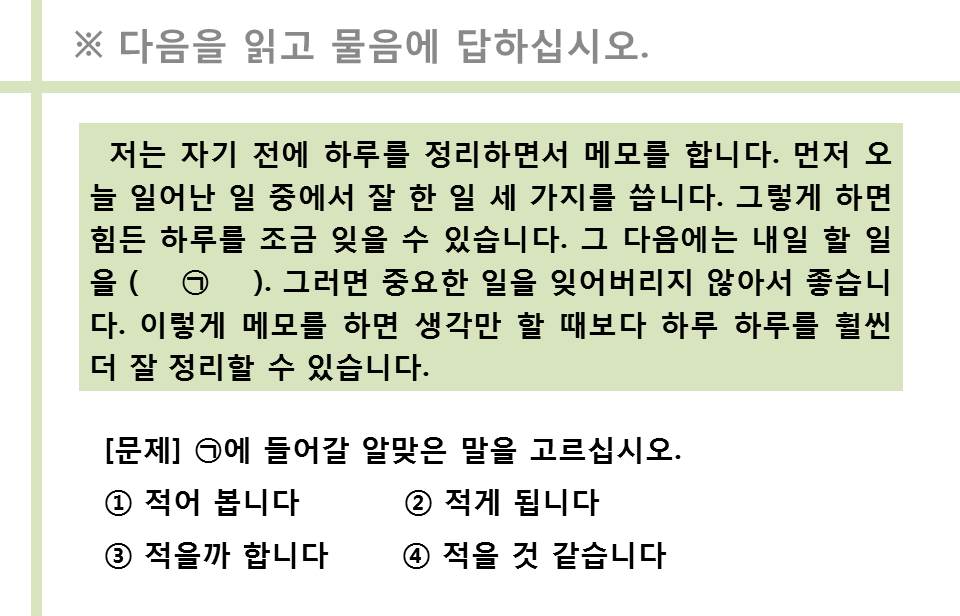 ※ 다음을 읽고 물음에 답하십시오.
저는 자기 전에 하루를 정리하면서 메모를 합니다. 먼저 오
늘 일어난 일 중에서 잘 한 일 세 가지를 씁니다. 그렇게 하면
힘든 하루를 조금 잊을 수 있습니다. 그 다음에는 내일 할 일
을 ( ㉠ ). 그러면 중요한 일을 잊어버리지 않아서 좋습니
다. 이렇게 메모를 하면 생각만 할 때보다 하루 하루를 훨씬
더 잘 정리할 수 있습니다.
[문제] ㉠에 들어갈 알맞은 말을 고르십시오.
① 적어 봅니다 ② 적게 됩니다
③ 적을까 합니다 ④ 적을 것 같습니다